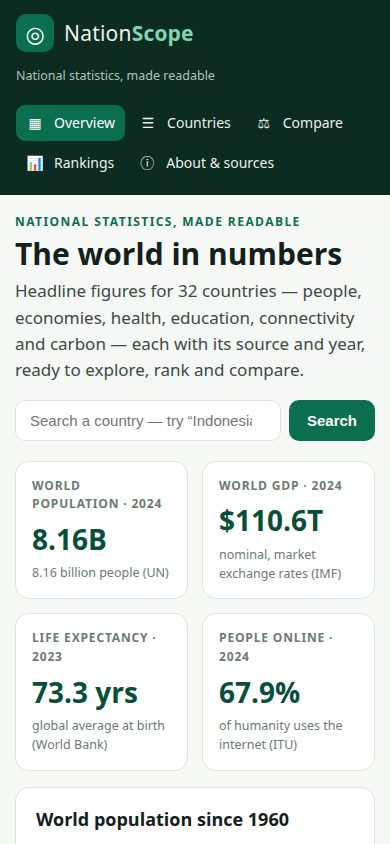 NationScope
National statistics, made readable
Overview
Countries
Compare
Rankings
About & sources
NATIONAL STATISTICS, MADE READABLE
The world in numbers
Headline figures for 32 countries — people,
economies, health, education, connectivity
and carbon — each with its source and year,
ready to explore, rank and compare.
Search a country — try “Indonesia
Search
WORLD
POPULATION · 2024
8.16B
8.16 billion people (UN)
WORLD GDP · 2024
$110.6T
nominal, market
exchange rates (IMF)
LIFE EXPECTANCY ·
2023
73.3 yrs
global average at birth
(World Bank)
PEOPLE ONLINE ·
2024
67.9%
of humanity uses the
internet (ITU)
World population since 1960